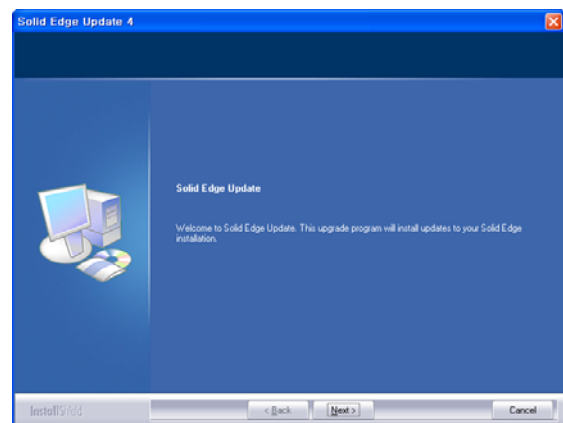 Solid Edge Update 4
Solid Edge Update
Welcome to Solid Edge Update. This upgrade program will install updates to your Solid Edge
installation.
InstallShield
< Back
Next >
Cancel